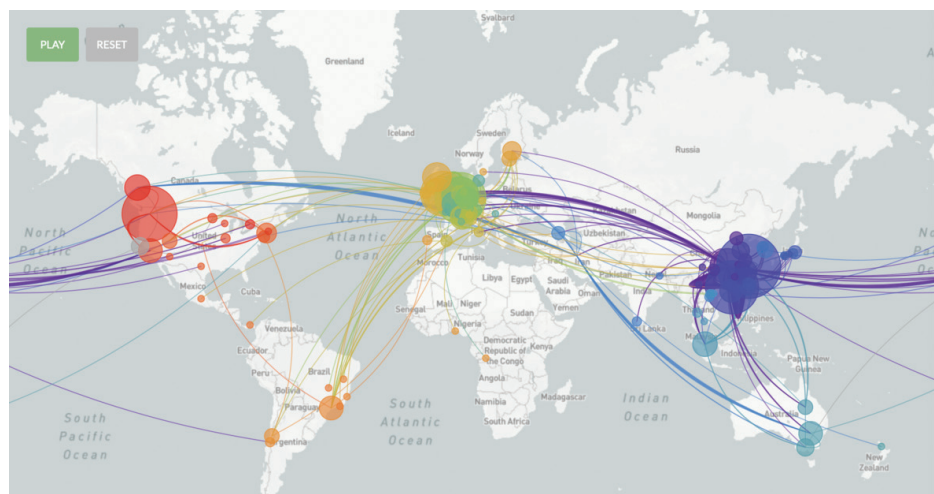 Svalbard
PLAY
RESET
Greenland
Iceland
Sweden
Norway
Russia
Canada
Belarus
Mongolia
North
Pacific
Ocean
United
North
Atlantic
Ocean
Spain
Uzbekistan
Morocco
Tunisia
Iraq
Iran
Pakistan
Libya
Egypt
Saudi
Arabia
Oman
India
Mexico
Cuba
Senegal
Mali
Niger
Sudan
Yemen
Nigeria
Venezuela
Sri Lanka
Ecuador
Democratic
Republic of
the Congo
Kenya
Indonesia
Papua New
Guinea
Peru
Brazil
Bolivia
Angola
Paraguay
Namibia
Madagascar
South
Pacific
Ocean
South
Atlantic
Ocean
South Africa
Indian
Ocean
Australia
Argentina
New
Zealand